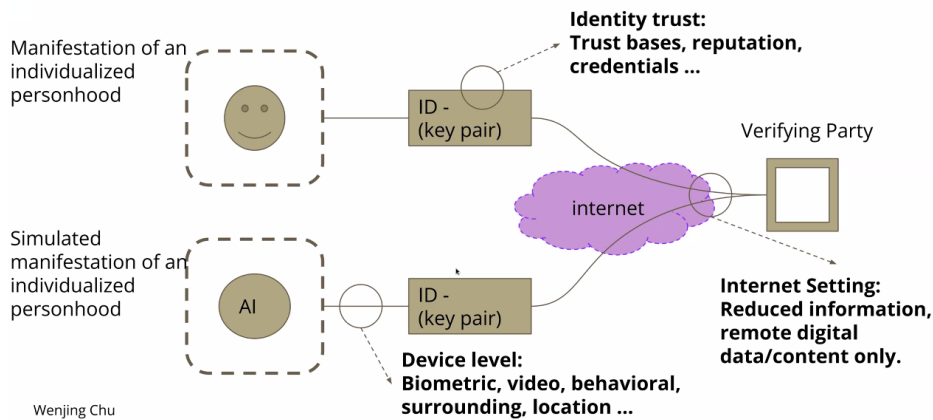 Identity trust:
Trust bases, reputation,
credentials ...
Manifestation of an
individualized
personhood
ID -
(key pair)
Verifying Party
internet
Simulated
manifestation of an
individualized
personhood
AI
ID -
(key pair)
Internet Setting:
Reduced information,
remote digital
data/content only.
Device level:
Biometric, video, behavioral,
surrounding, location ...
Wenjing Chu